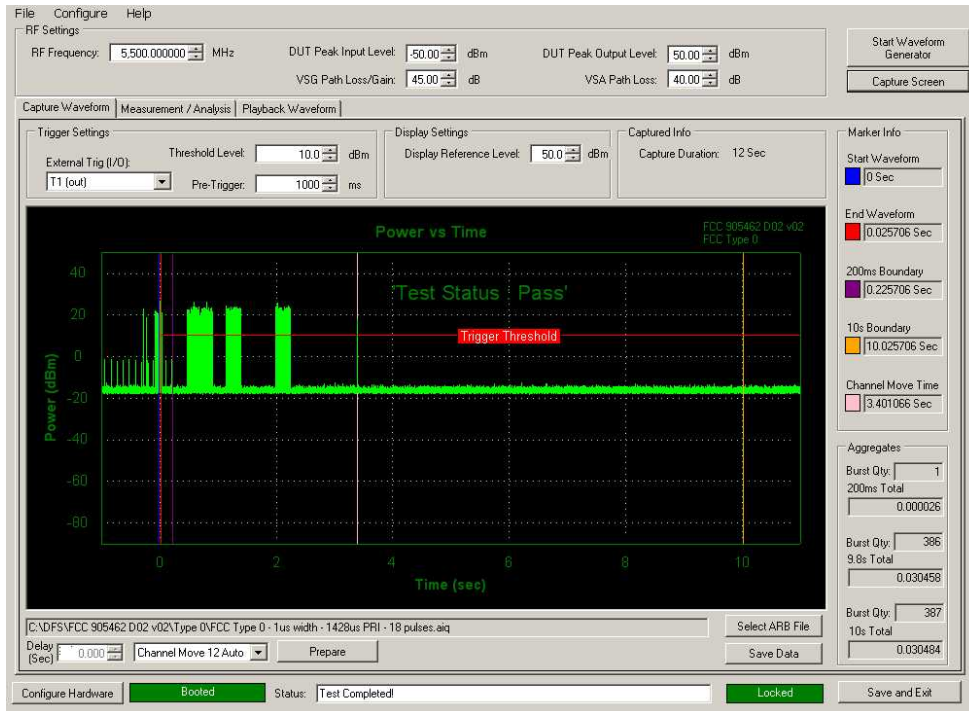 File Configure Help
RF Settings
RF Frequency: 5,500.000000 MHz
DUT Peak Input Level: -50.00 dBm
DUT Peak Output Level: 50.00 dBm
VSG Path Loss/Gain: 45.00 dB
VSA Path Loss: 40.00 dB
Start Waveform
Generator
Capture Screen
Capture Waveform Measurement / Analysis Playback Waveform
Trigger Settings
External Trig (I/O):
T1 (out)
Threshold Level: 10.0 dBm
Pre-Trigger: 1000 ms
Display Settings
Display Reference Level: 50.0 dBm
Captured Info
Capture Duration: 12 Sec
Power vs Time
FCC 905462 D02 v02
FCC Type 0
'Test Status : Pass'
Trigger Threshold
Power (dBm)
40
20
0
-20
-40
-60
-80
0 2 4 6 8 10
Time (sec)
Marker Info
Start Waveform
0 Sec
End Waveform
0.025706 Sec
200ms Boundary
0.225706 Sec
10s Boundary
10.025706 Sec
Channel Move Time
3.401066 Sec
Aggregates
Burst Qty: 1
200ms Total
0.000026
Burst Qty: 386
9.8s Total
0.030458
Burst Qty: 387
10s Total
0.030484
C:\DFS\FCC 905462 D02 v02\Type 0\FCC Type 0 - 1us width - 1428us PRI - 18 pulses.aiq
Select ARB File
Delay
(Sec) 0.000 Channel Move 12 Auto Prepare
Save Data
Configure Hardware Booted Status: Test Completed! Locked Save and Exit